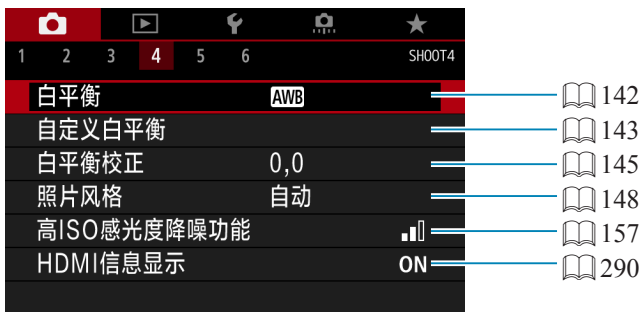 1 2 3 4 5 6 SHOOT4
白平衡 AWB 142
自定义白平衡 143
白平衡校正 0,0 145
照片风格 自动 148
高ISO感光度降噪功能 157
HDMI信息显示 ON 290